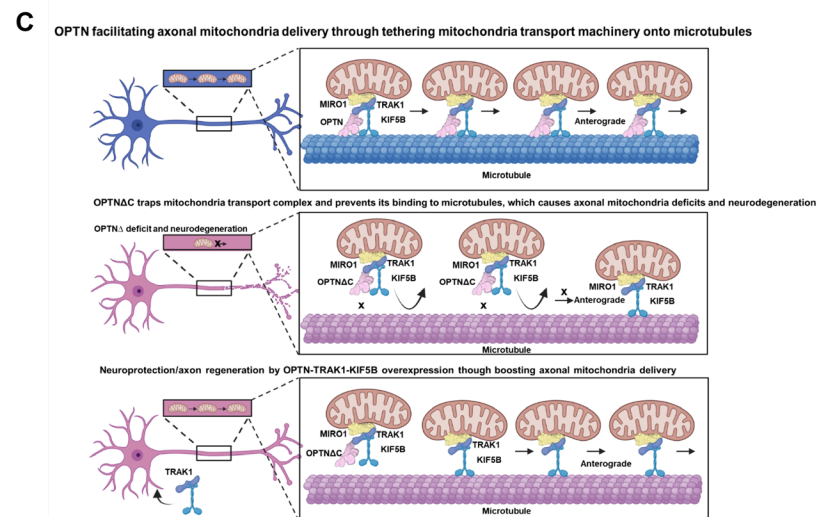 C
OPTN facilitating axonal mitochondria delivery through tethering mitochondria transport machinery onto microtubules
MIRO1
TRAK1
OPTN
KIF5B
Anterograde
Microtubule
OPTNΔC traps mitochondria transport complex and prevents its binding to microtubules, which causes axonal mitochondria deficits and neurodegeneration
OPTNΔ deficit and neurodegeneration
X
MIRO1
TRAK1
OPTNΔC
KIF5B
X
MIRO1
TRAK1
OPTNΔC
KIF5B
X
X
Anterograde
MIRO1
TRAK1
KIF5B
Microtubule
Neuroprotection/axon regeneration by OPTN-TRAK1-KIF5B overexpression though boosting axonal mitochondria delivery
MIRO1
TRAK1
OPTNΔC
KIF5B
TRAK1
KIF5B
Anterograde
TRAK1
Microtubule